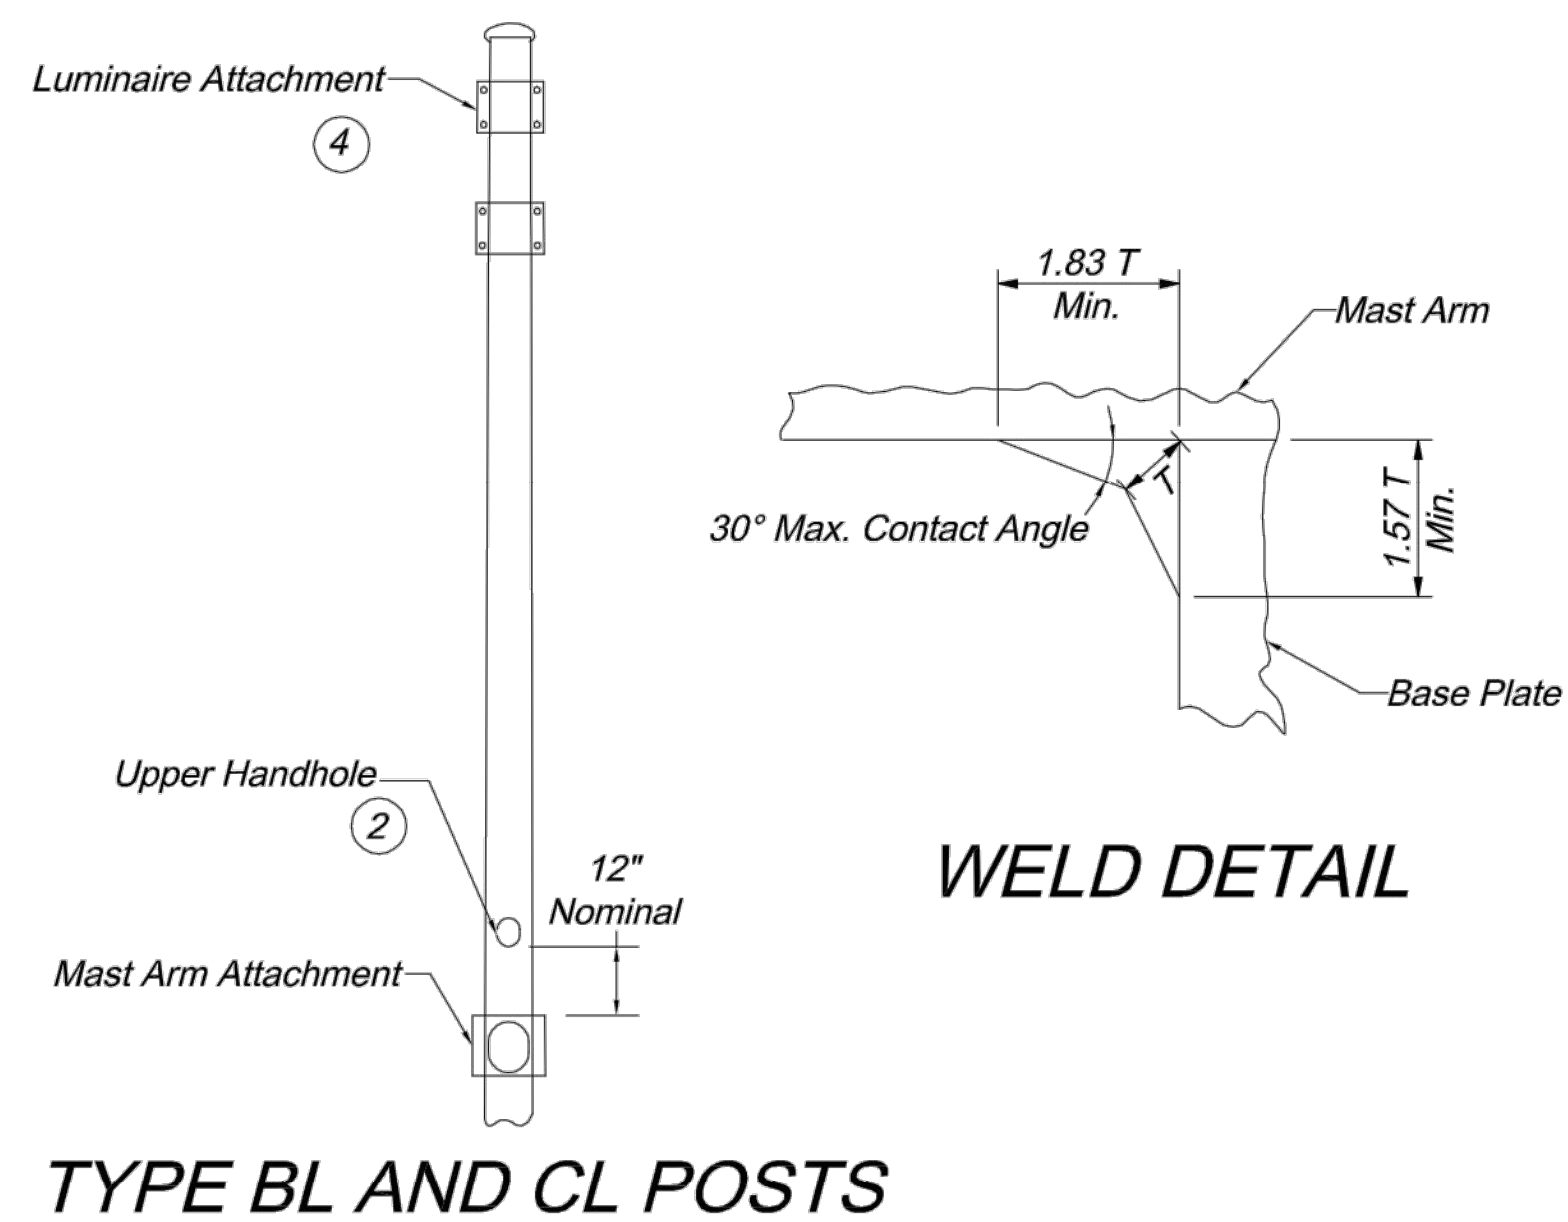 Luminaire Attachment
4
1.83 T
Min.
Mast Arm
T
30° Max. Contact Angle
1.57 T
Min.
Base Plate
Upper Handhole
2
12"
Nominal
WELD DETAIL
Mast Arm Attachment
TYPE BL AND CL POSTS